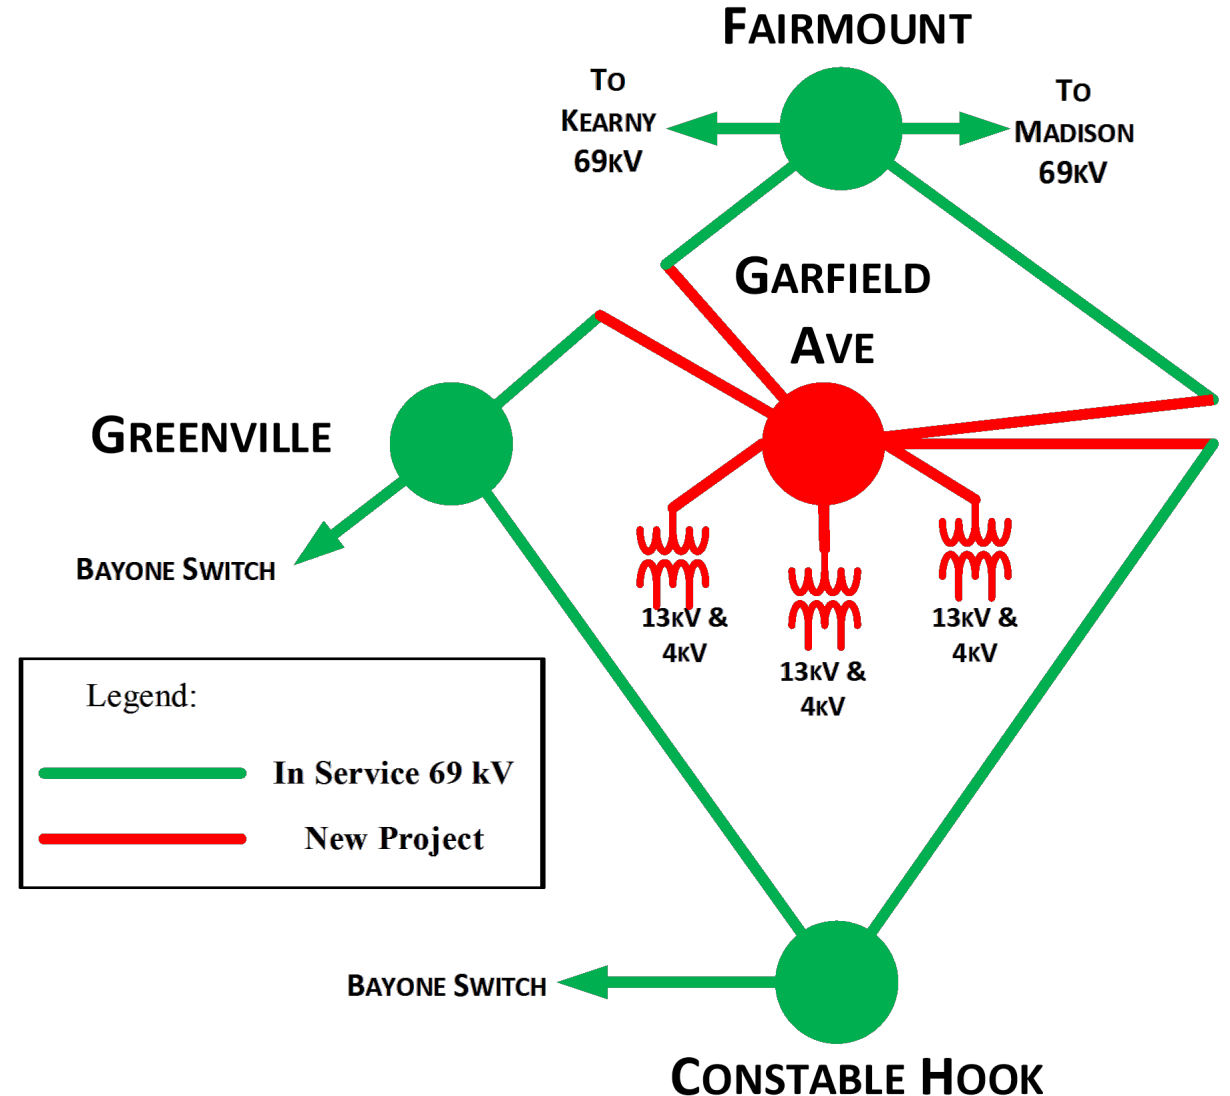 FAIRMOUNT
TO
KEARNY
69KV
TO
MADISON
69KV
GARFIELD
AVE
GREENVILLE
BAYONE SWITCH
13KV &
4KV
13KV &
4KV
13KV &
4KV
Legend:
In Service 69 kV
New Project
BAYONE SWITCH
CONSTABLE HOOK